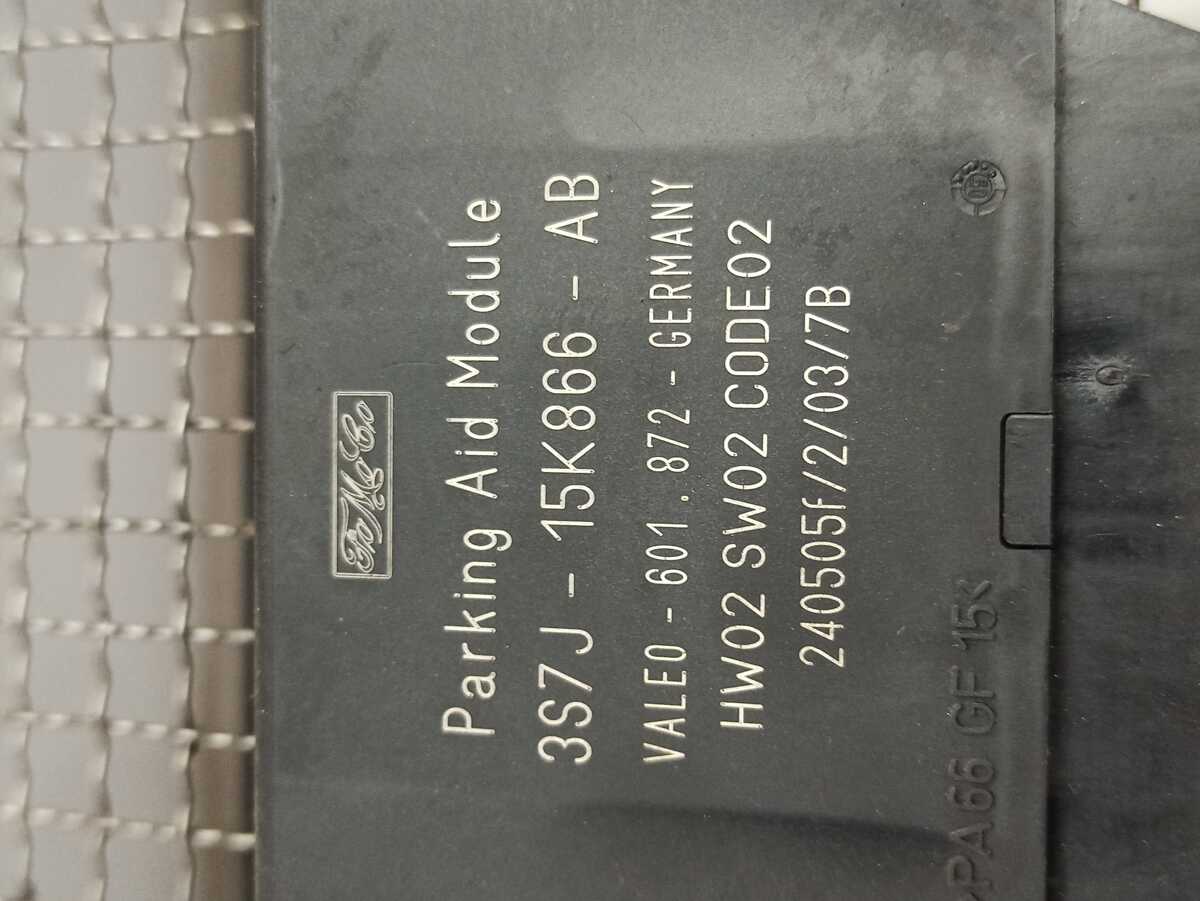 FoMoCo
Parking Aid Module
3S7J - 15K866 - AB
VALEO - 601.872 - GERMANY
HW02 SW02 CODE02
240505f/2/03/7B
>PA66 GF 15<